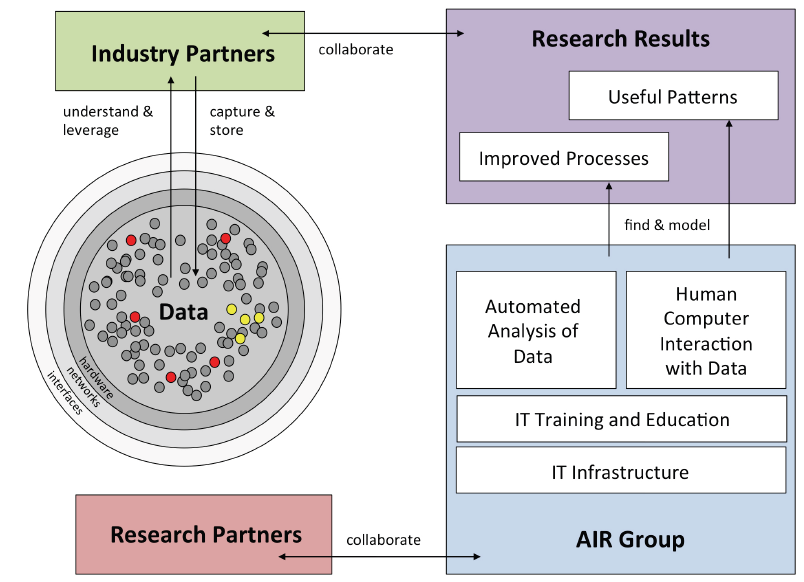 Industry Partners
collaborate
Research Results
Useful Patterns
Improved Processes
understand &
leverage
capture &
store
find & model
Data
hardware
networks
interfaces
Automated
Analysis of
Data
Human
Computer
Interaction
with Data
IT Training and Education
IT Infrastructure
AIR Group
Research Partners
collaborate